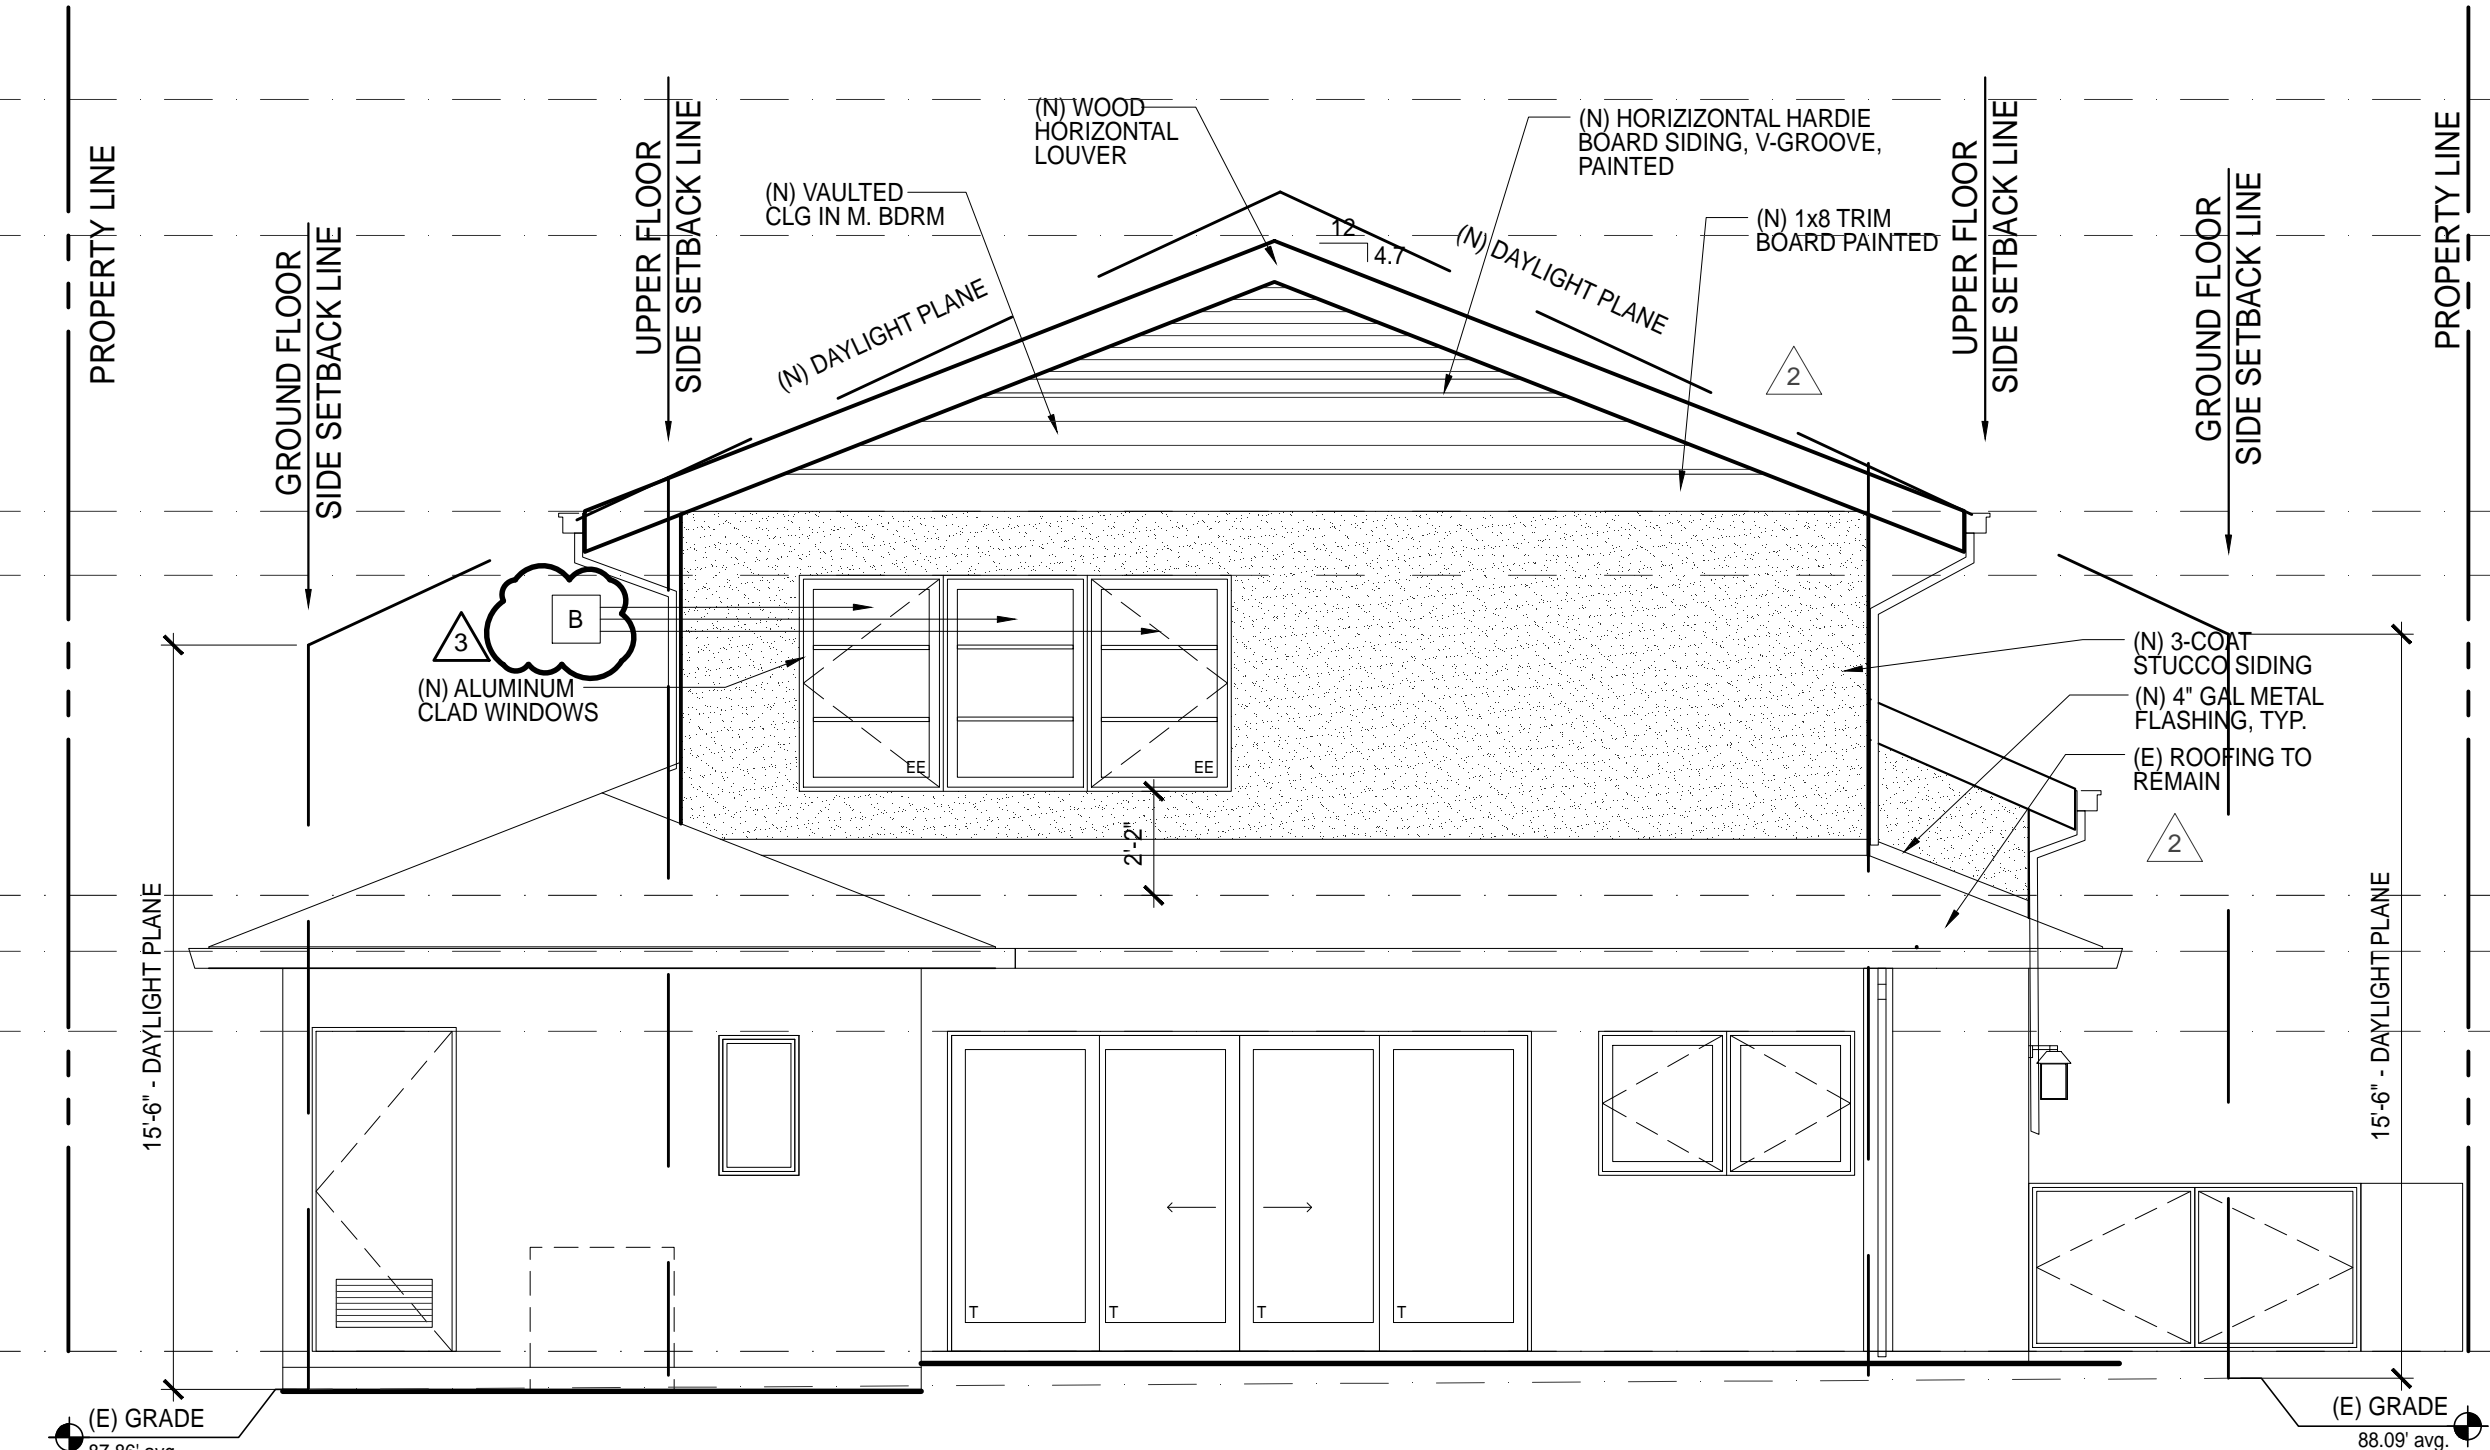 PROPERTY LINE
GROUND FLOOR
SIDE SETBACK LINE
UPPER FLOOR
SIDE SETBACK LINE
(N) VAULTED
CLG IN M. BDRM
(N) WOOD
HORIZONTAL
LOUVER
(N) HORIZIZONTAL HARDIE
BOARD SIDING, V-GROOVE,
PAINTED
(N) 1x8 TRIM
BOARD PAINTED
UPPER FLOOR
SIDE SETBACK LINE
GROUND FLOOR
SIDE SETBACK LINE
PROPERTY LINE
12
4.7
(N) DAYLIGHT PLANE
(N) DAYLIGHT PLANE
2
B
3
(N) ALUMINUM
CLAD WINDOWS
(N) 3-COAT
STUCCO SIDING
(N) 4" GAL METAL
FLASHING, TYP.
(E) ROOFING TO
REMAIN
EE
EE
2'-2"
2
15'-6" - DAYLIGHT PLANE
15'-6" - DAYLIGHT PLANE
T
T
T
T
(E) GRADE
87.86' avg.
(E) GRADE
88.09' avg.